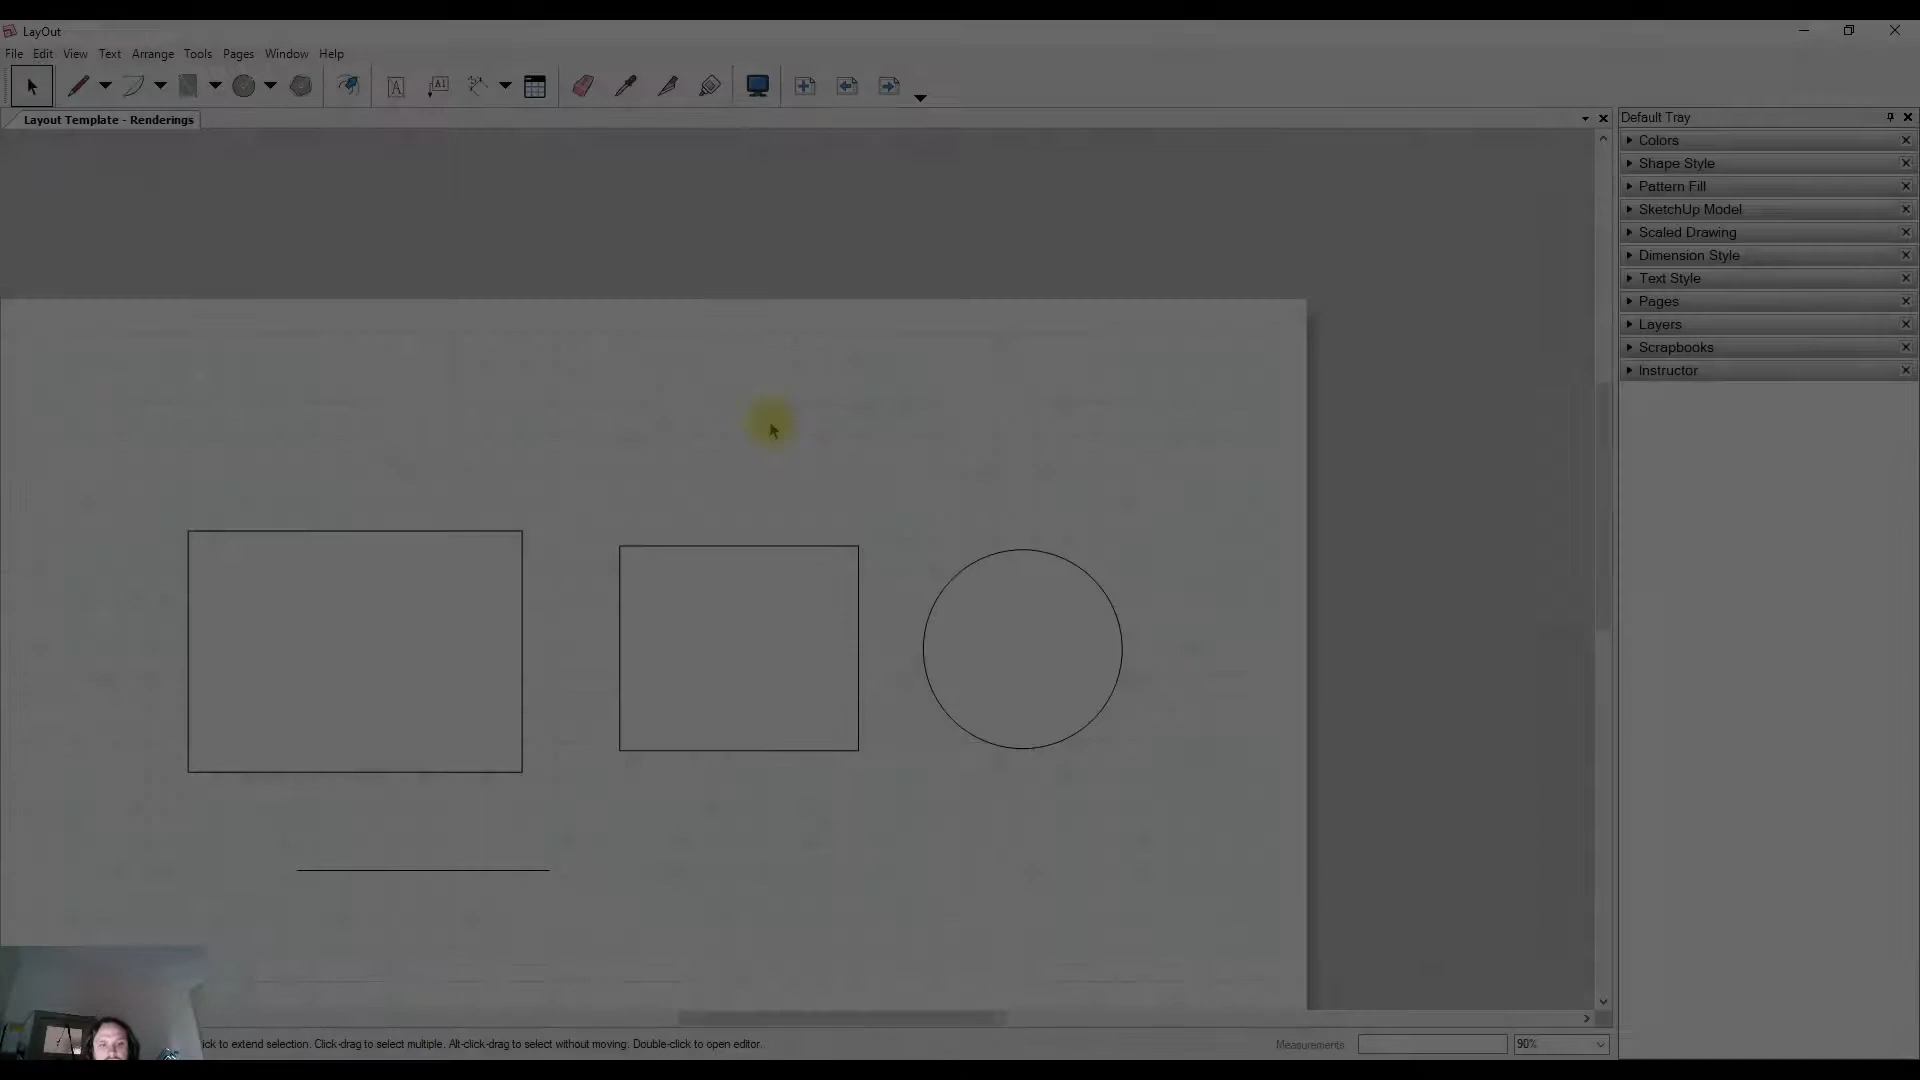 LayOut
File Edit View Text Arrange Tools Pages Window Help
A AI
Layout Template - Renderings
Default Tray
Colors
Shape Style
Pattern Fill
SketchUp Model
Scaled Drawing
Dimension Style
Text Style
Pages
Layers
Scrapbooks
Instructor
ick to extend selection. Click-drag to select multiple. Alt-click-drag to select without moving. Double-click to open editor.
Measurements
90%